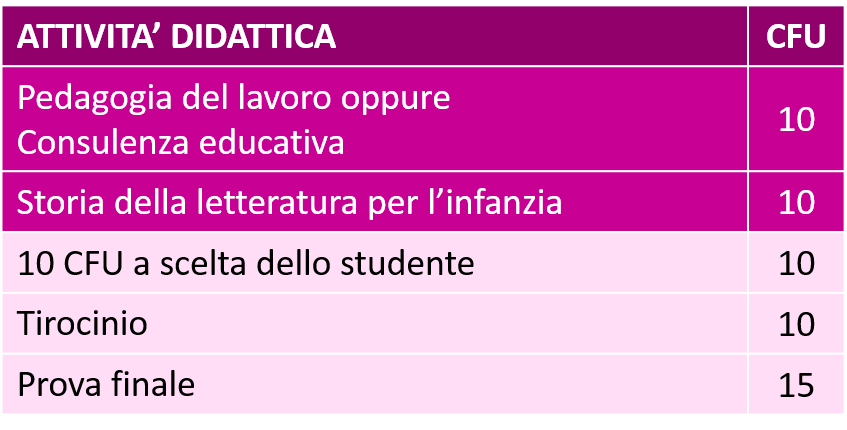 ATTIVITA’ DIDATTICA CFU
Pedagogia del lavoro oppure
Consulenza educativa 10
Storia della letteratura per l’infanzia 10
10 CFU a scelta dello studente 10
Tirocinio 10
Prova finale 15